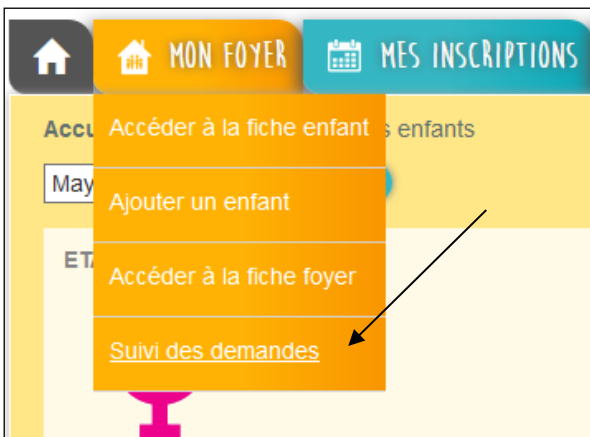 MON FOYER MES INSCRIPTIONS
Accu s enfants
Accéder à la fiche enfant
May
Ajouter un enfant
ETA
Accéder à la fiche foyer
Suivi des demandes